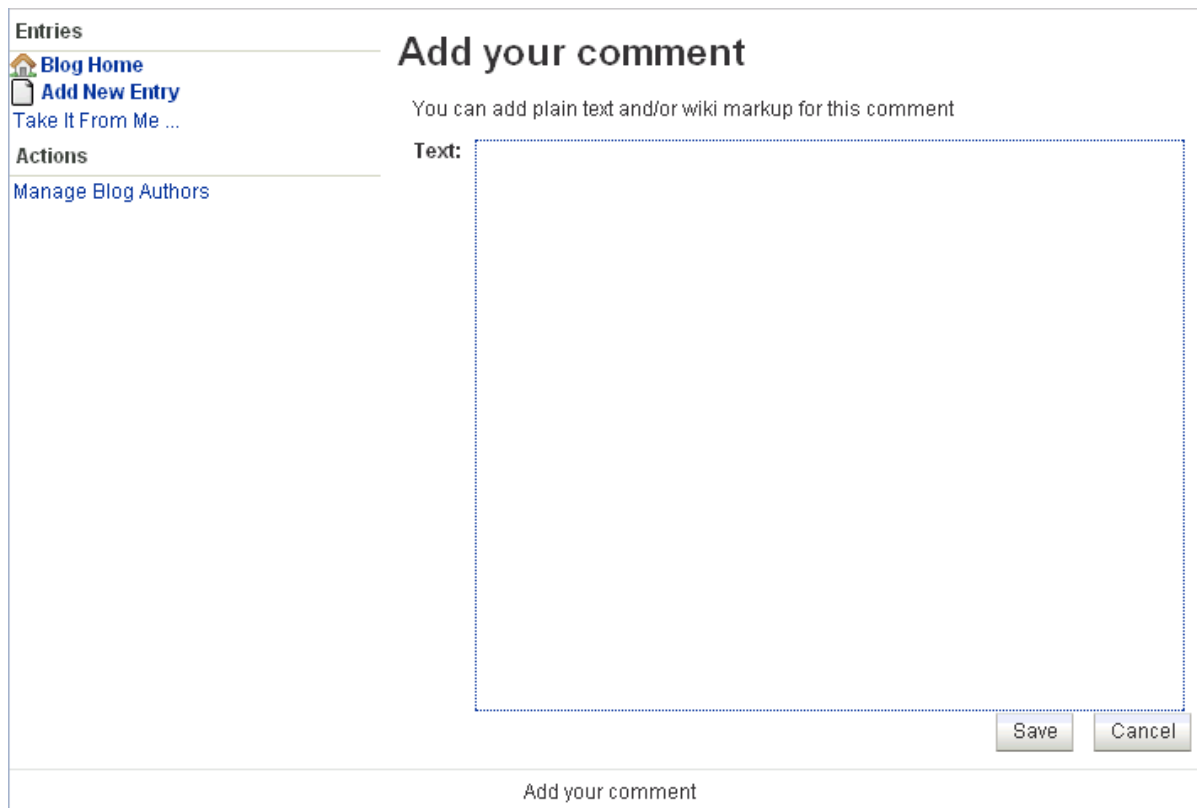 Entries
Blog Home
Add New Entry
Take It From Me ...
Actions
Manage Blog Authors
Add your comment
You can add plain text and/or wiki markup for this comment
Text:
Save Cancel
Add your comment